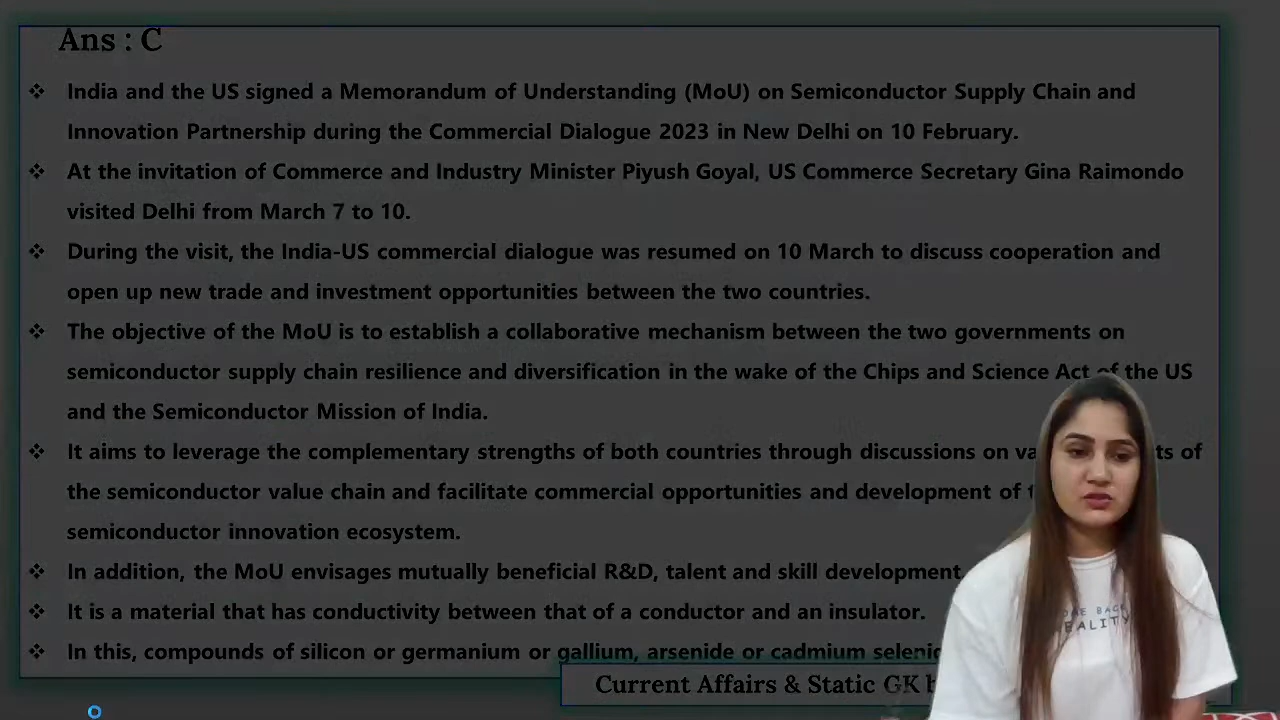 Ans : C
❖ India and the US signed a Memorandum of Understanding (MoU) on Semiconductor Supply Chain and
Innovation Partnership during the Commercial Dialogue 2023 in New Delhi on 10 February.
❖ At the invitation of Commerce and Industry Minister Piyush Goyal, US Commerce Secretary Gina Raimondo
visited Delhi from March 7 to 10.
❖ During the visit, the India-US commercial dialogue was resumed on 10 March to discuss cooperation and
open up new trade and investment opportunities between the two countries.
❖ The objective of the MoU is to establish a collaborative mechanism between the two governments on
semiconductor supply chain resilience and diversification in the wake of the Chips and Science Act of the US
and the Semiconductor Mission of India.
❖ It aims to leverage the complementary strengths of both countries through discussions on of
the semiconductor value chain and facilitate commercial opportunities and development of
semiconductor innovation ecosystem.
❖ In addition, the MoU envisages mutually beneficial R&D, talent and skill development.
❖ It is a material that has conductivity between that of a conductor and an insulator.
❖ In this, compounds of silicon or germanium or gallium, arsenide or cadmium
Current Affairs & Static GK
BACK
REALITY